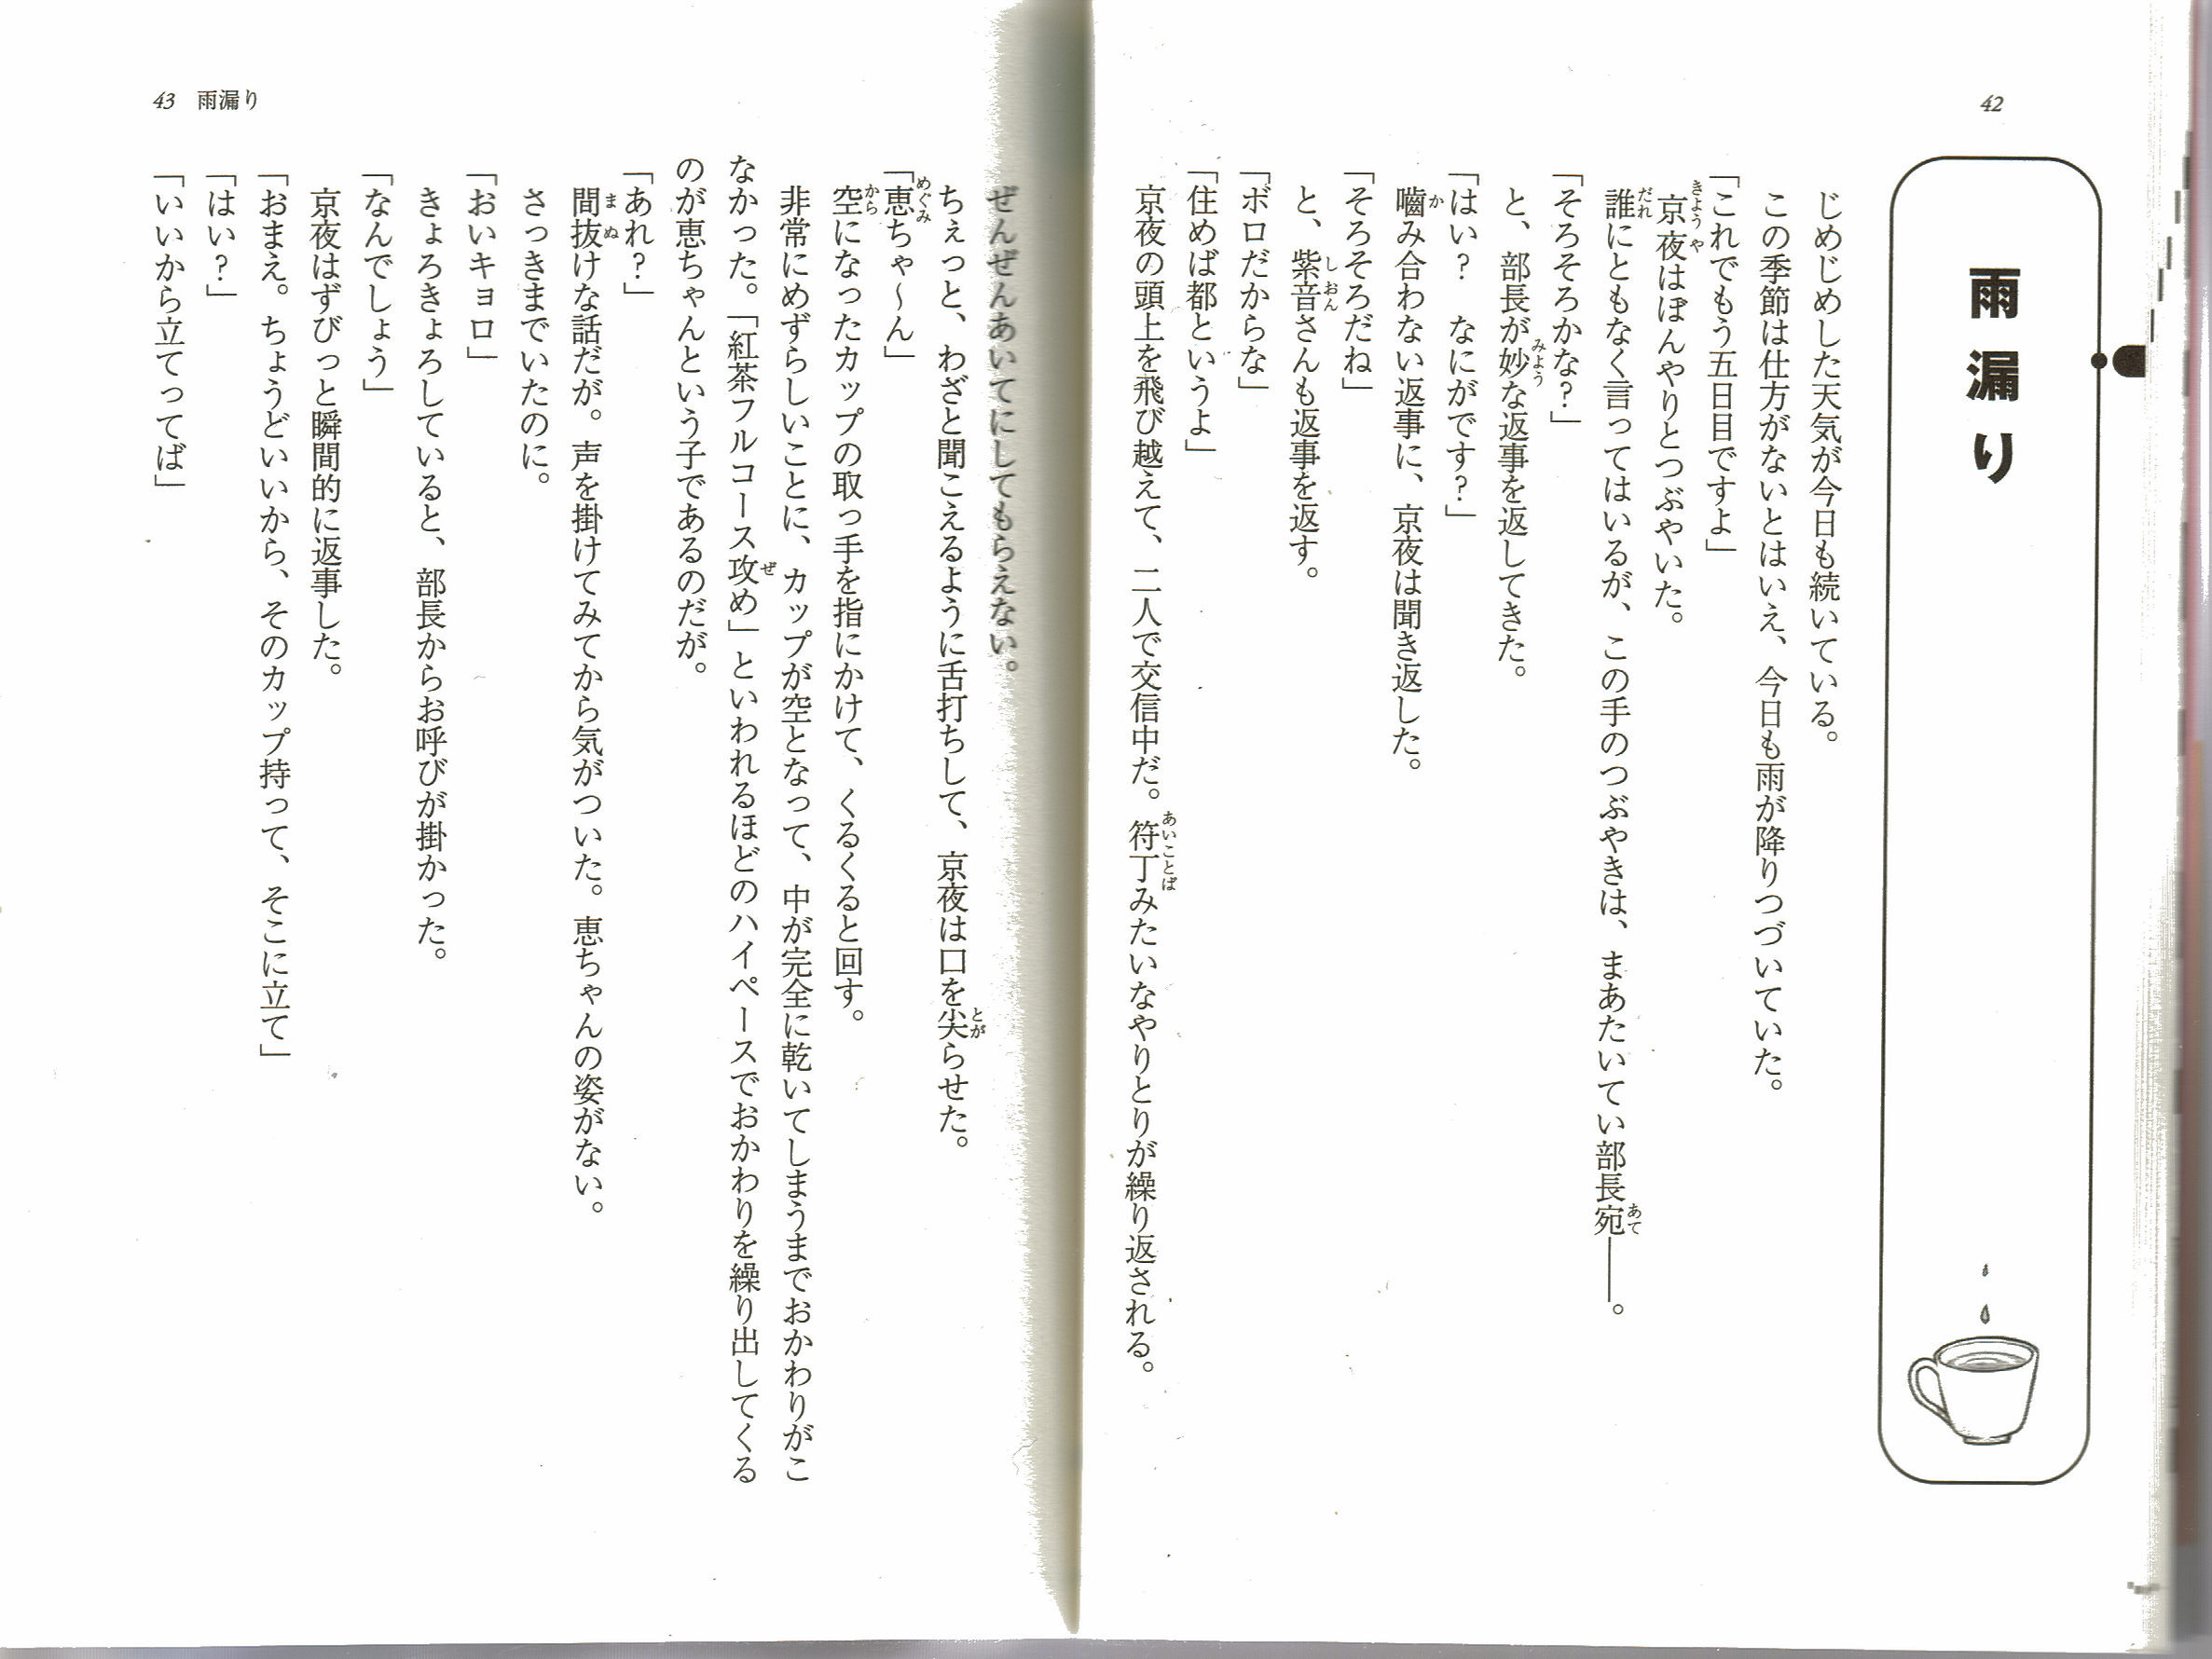 42
雨漏り
じめじめした天気が今日も続いている。
この季節は仕方がないとはいえ、今日も雨が降りつづいていた。
「これでもう五日目ですよ」
京夜はぼんやりとつぶやいた。
誰にともなく言ってはいるが、この手のつぶやきは、まあたいてい部長宛――。
「そろそろかな?」
と、部長が妙な返事を返してきた。
「はい? なにがです?」
嚙み合わない返事に、京夜は聞き返した。
「そろそろだね」
と、紫音さんも返事を返す。
「ボロだからな」
「住めば都というよ」
京夜の頭上を飛び越えて、二人で交信中だ。符丁みたいなやりとりが繰り返される。
ぜんぜんあいてにしてもらえない。
ちぇっと、わざと聞こえるように舌打ちして、京夜は口を尖らせた。
「恵ちゃ～ん」
空になったカップの取っ手を指にかけて、くるくると回す。
非常にめずらしいことに、カップが空となって、中が完全に乾いてしまうまでおかわりがこ
なかった。「紅茶フルコース攻め」といわれるほどのハイペースでおかわりを繰り出してくる
のが恵ちゃんという子であるのだが。
「あれ?」
間抜けな話だが。声を掛けてみてから気がついた。恵ちゃんの姿がない。
さっきまでいたのに。
「おいキョロ」
きょろきょろしていると、部長からお呼びが掛かった。
「なんでしょう」
京夜はずびっと瞬間的に返事した。
「おまえ。ちょうどいいから、そのカップ持って、そこに立て」
「はい?」
「いいから立てってば」
43 雨漏り